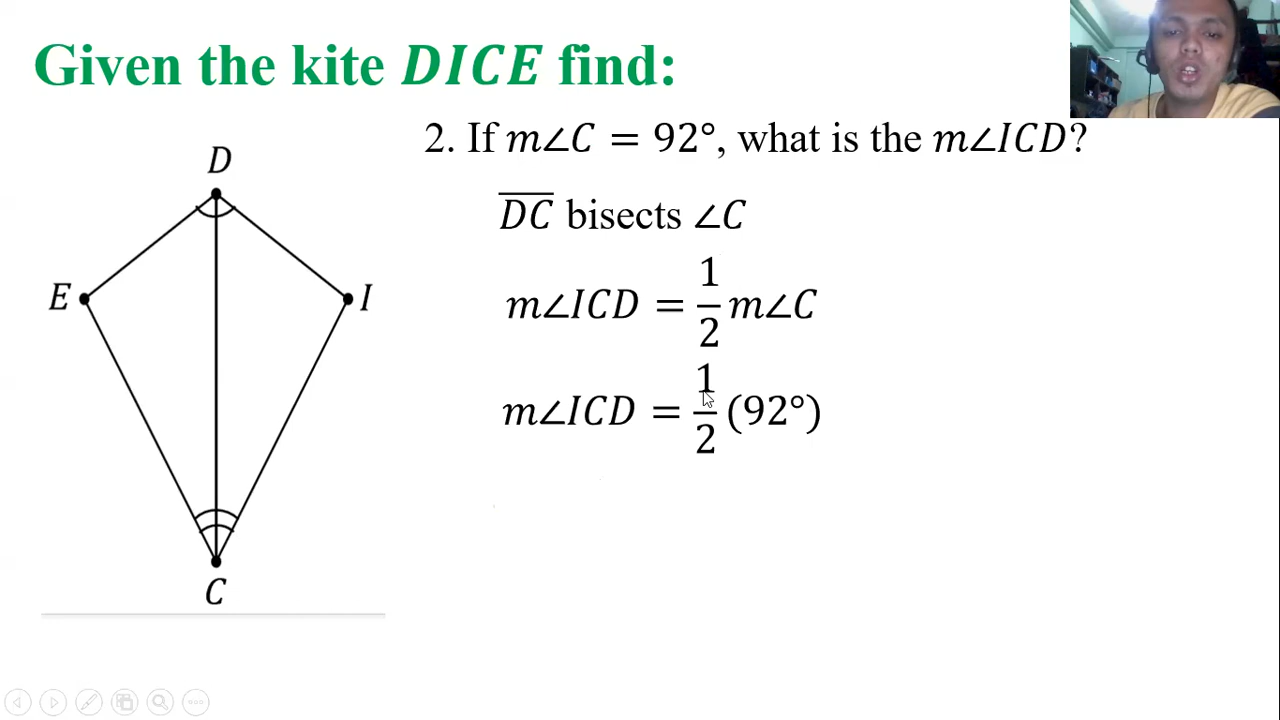 Given the kite DICE find:
2. If m∠C = 92°, what is the m∠ICD?
D
E
I
C
DC bisects ∠C
m∠ICD = 1/2 m∠C
m∠ICD = 1/2 (92°)